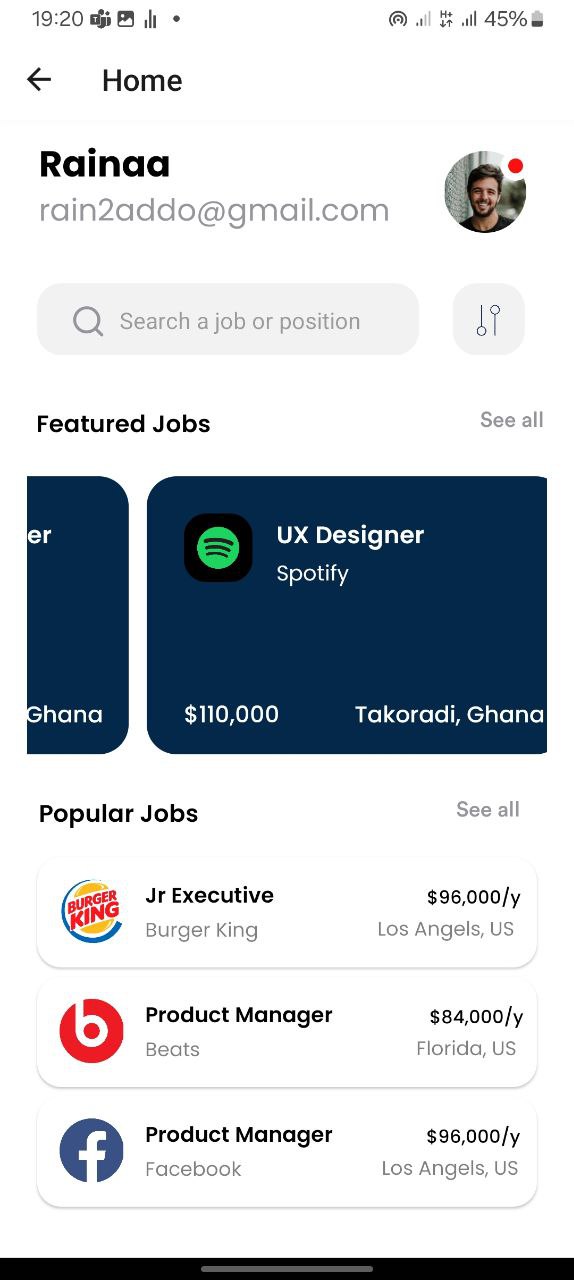 19:20 45%
Home
Rainaa
rain2addo@gmail.com
Search a job or position
Featured Jobs See all
er
Ghana
UX Designer
Spotify
$110,000 Takoradi, Ghana
Popular Jobs See all
BURGER KING
Jr Executive $96,000/y
Burger King Los Angels, US
Product Manager $84,000/y
Beats Florida, US
Product Manager $96,000/y
Facebook Los Angels, US